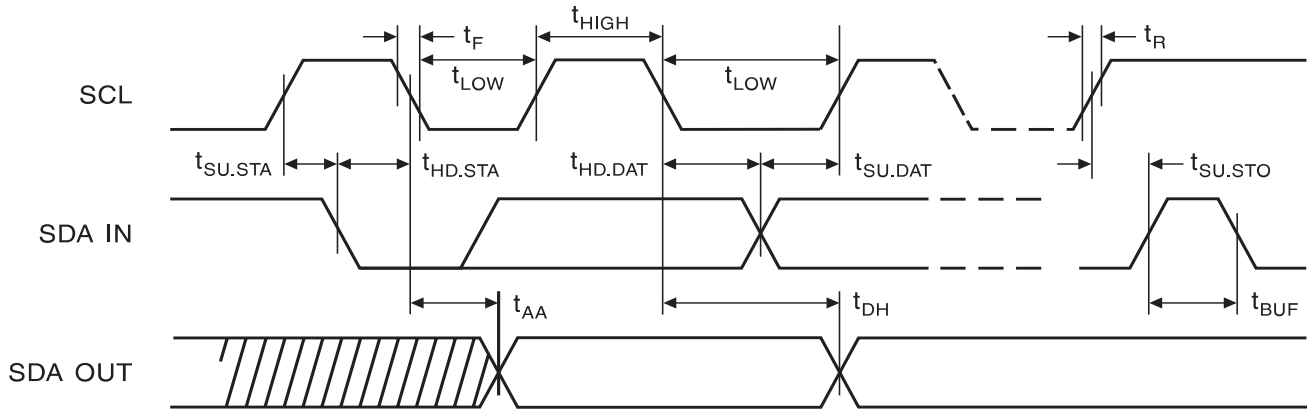 tHIGH
tF
tR
tLOW
tLOW
SCL
tSU.STA
tHD.STA
tHD.DAT
tSU.DAT
tSU.STO
SDA IN
tAA
tDH
tBUF
SDA OUT